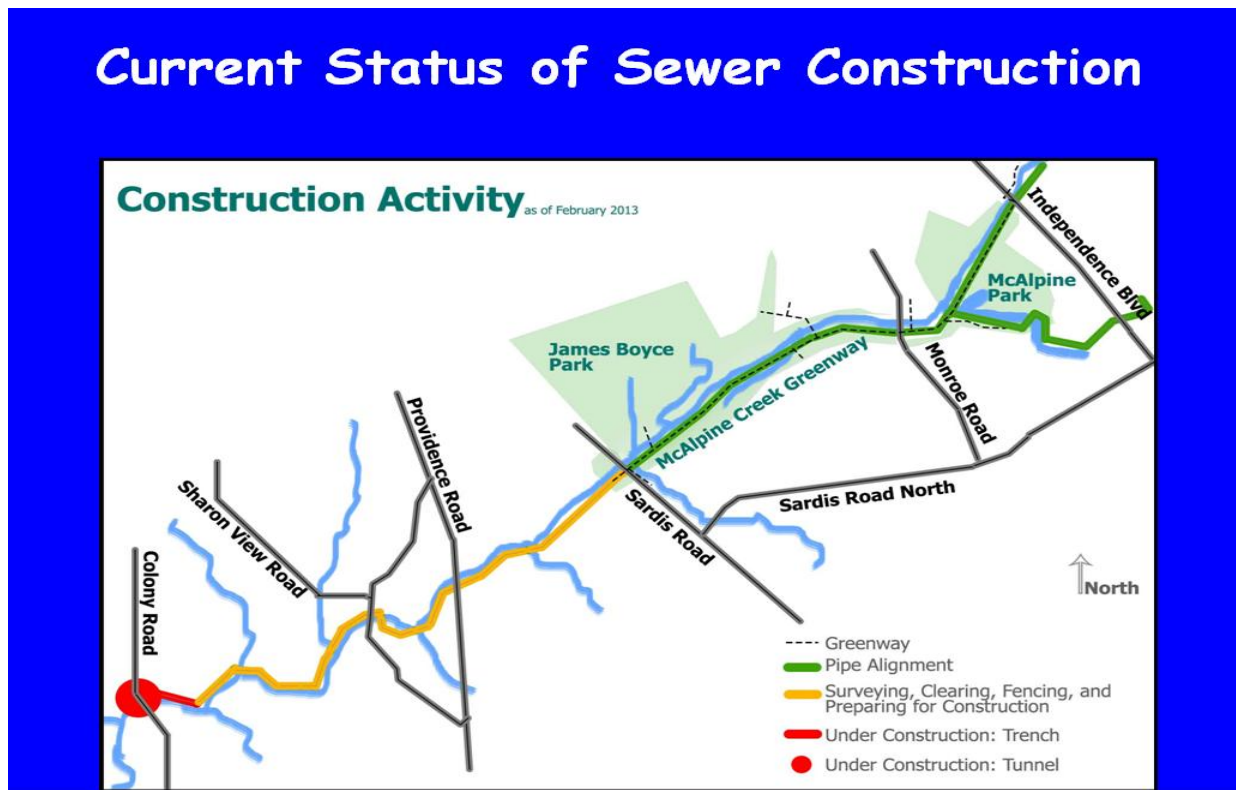 Current Status of Sewer Construction
Construction Activity as of February 2013
Independence Blvd
McAlpine
Park
James Boyce
Park
McAlpine Creek Greenway
Monroe Road
Providence Road
Sardis Road North
Sharon View Road
Sardis Road
Colony Road
North
Greenway
Pipe Alignment
Surveying, Clearing, Fencing, and
Preparing for Construction
Under Construction: Trench
Under Construction: Tunnel